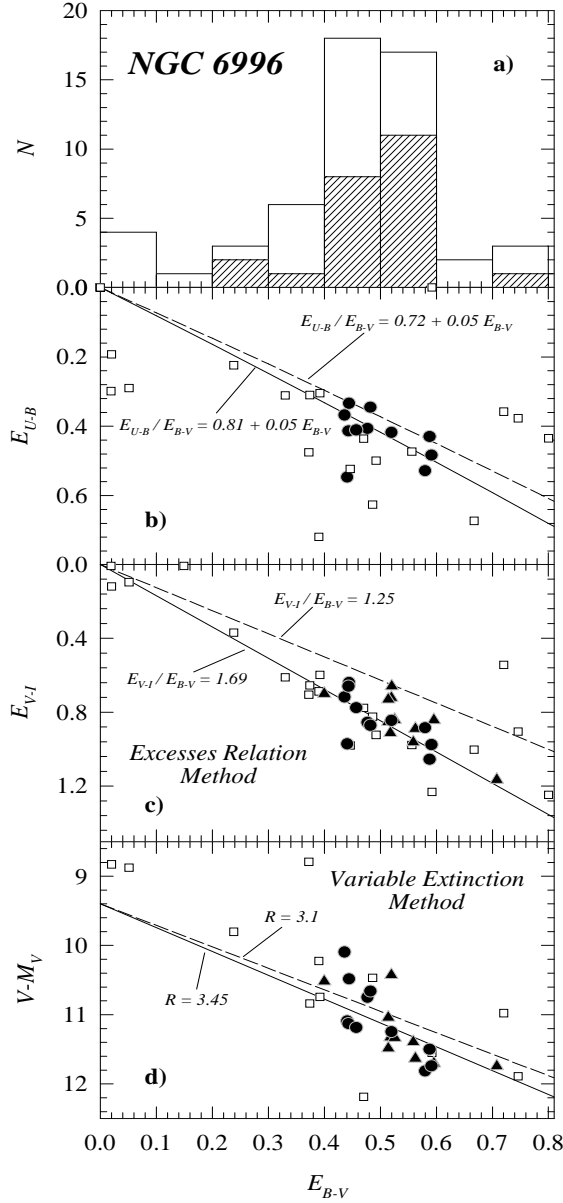 20
NGC 6996
a)
15
N
10
5
0.0
E_{U-B} / E_{B-V} = 0.72 + 0.05 E_{B-V}
0.2
E_{U-B}
0.4
E_{U-B} / E_{B-V} = 0.81 + 0.05 E_{B-V}
0.6
b)
0.0
E_{V-I} / E_{B-V} = 1.25
0.4
E_{V-I} / E_{B-V} = 1.69
E_{V-I}
0.8
Excesses Relation
Method
1.2
c)
9
Variable Extinction
Method
10
R = 3.1
V-M_V
R = 3.45
11
12
d)
0.0 0.1 0.2 0.3 0.4 0.5 0.6 0.7 0.8
E_{B-V}